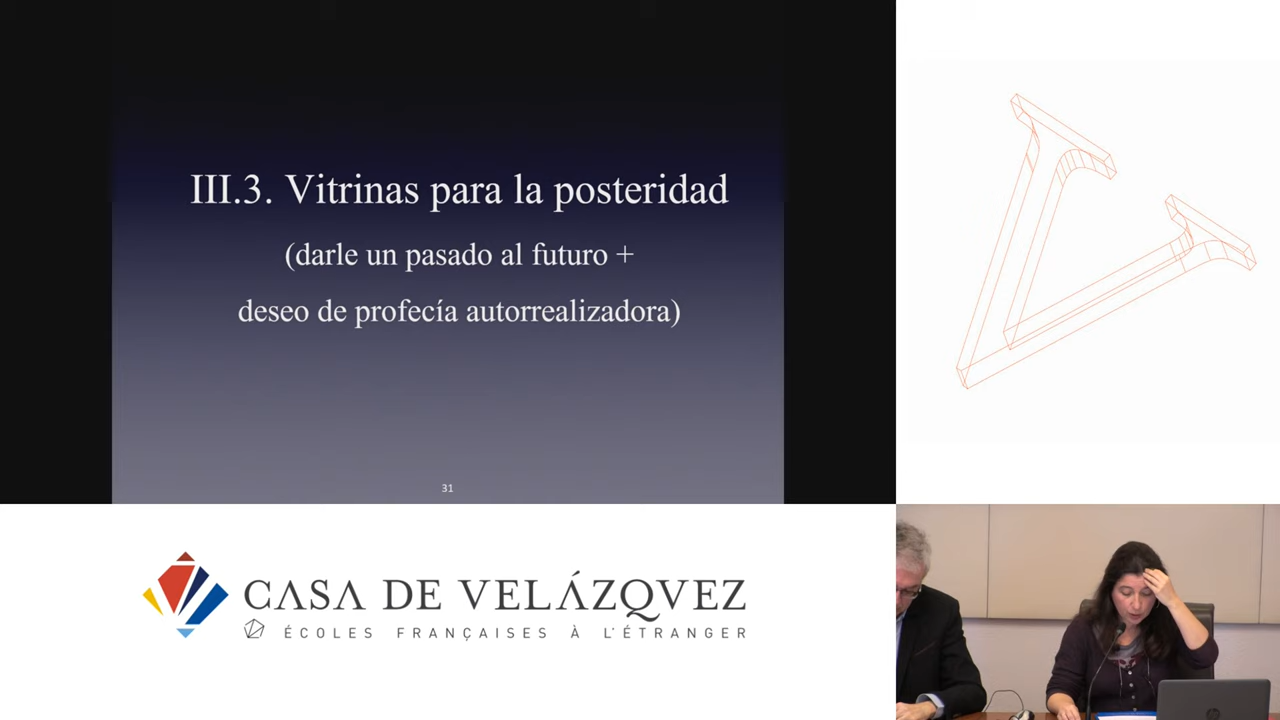 III.3. Vitrinas para la posteridad
(darle un pasado al futuro +
deseo de profecía autorrealizadora)
31
CASA DE VELÁZQVEZ
ÉCOLES FRANÇAISES À L'ÉTRANGER